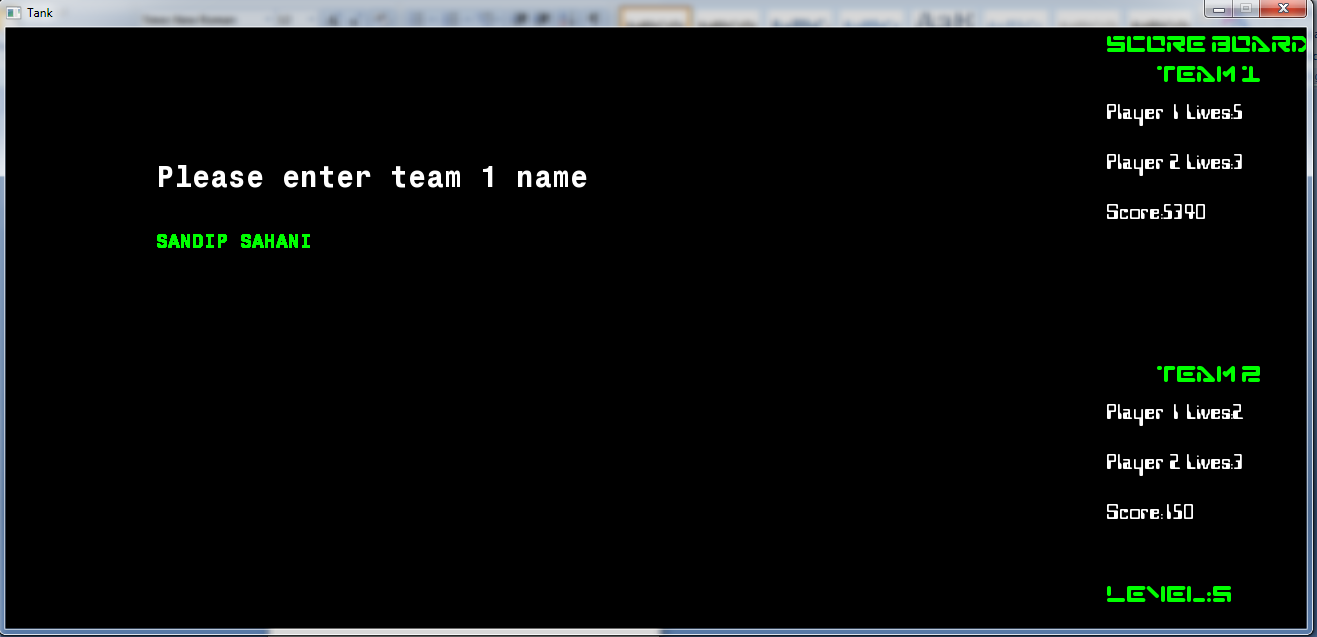 Tank
Please enter team 1 name
SANDIP SAHANI
SCORE BOARD
TEAM 1
Player 1 Lives:5
Player 2 Lives:3
Score:5390
TEAM 2
Player 1 Lives:2
Player 2 Lives:3
Score:150
LEVEL:5